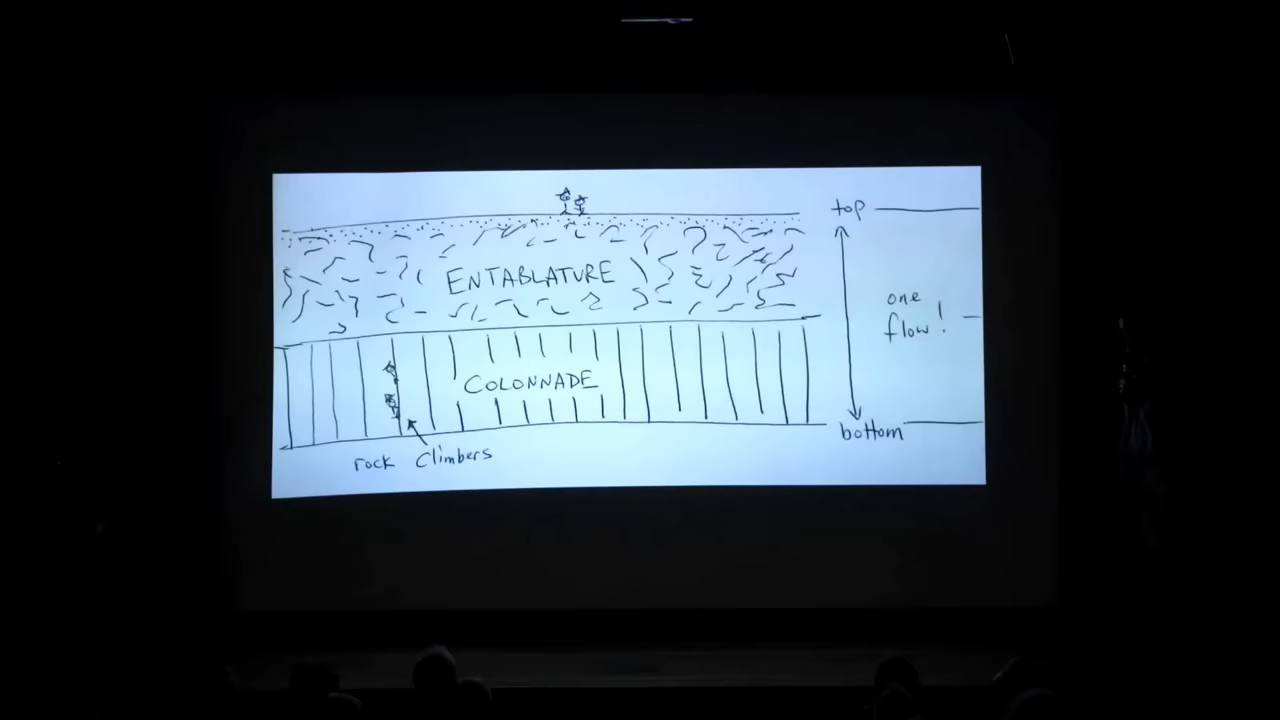 top
ENTABLATURE
one
flow!
COLONNADE
bottom
rock climbers